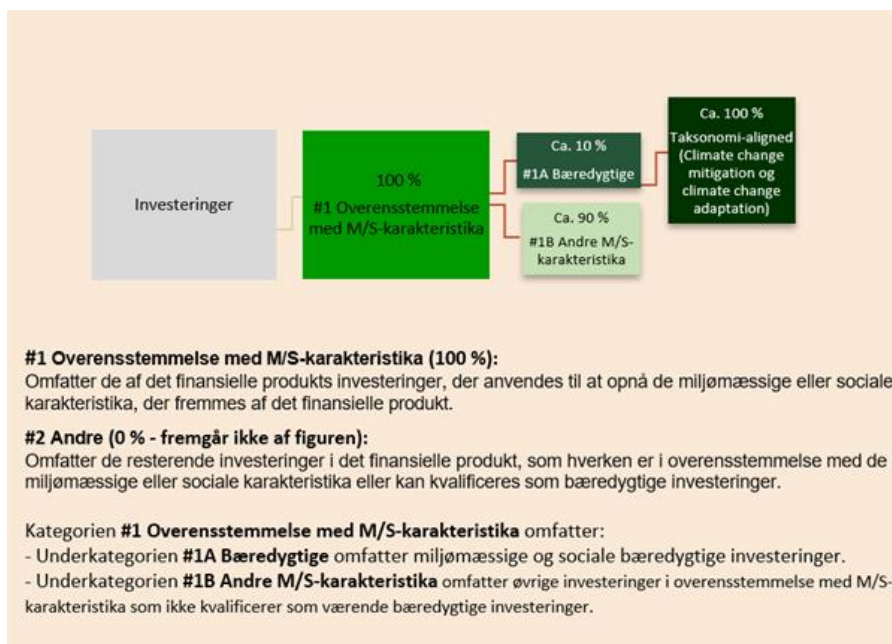 Investeringer
100 %
#1 Overensstemmelse
med M/S-karakteristika
Ca. 10 %
#1A Bæredygtige
Ca. 90 %
#1B Andre M/S-
karakteristika
Ca. 100 %
Taksonomi-aligned
(Climate change
mitigation og
climate change
adaptation)
#1 Overensstemmelse med M/S-karakteristika (100 %):
Omfatter de af det finansielle produkts investeringer, der anvendes til at opnå de miljømæssige eller sociale
karakteristika, der fremmes af det finansielle produkt.
#2 Andre (0 % - fremgår ikke af figuren):
Omfatter de resterende investeringer i det finansielle produkt, som hverken er i overensstemmelse med de
miljømæssige eller sociale karakteristika eller kan kvalificeres som bæredygtige investeringer.
Kategorien #1 Overensstemmelse med M/S-karakteristika omfatter:
- Underkategorien #1A Bæredygtige omfatter miljømæssige og sociale bæredygtige investeringer.
- Underkategorien #1B Andre M/S-karakteristika omfatter øvrige investeringer i overensstemmelse med M/S-
karakteristika som ikke kvalificerer som værende bæredygtige investeringer.